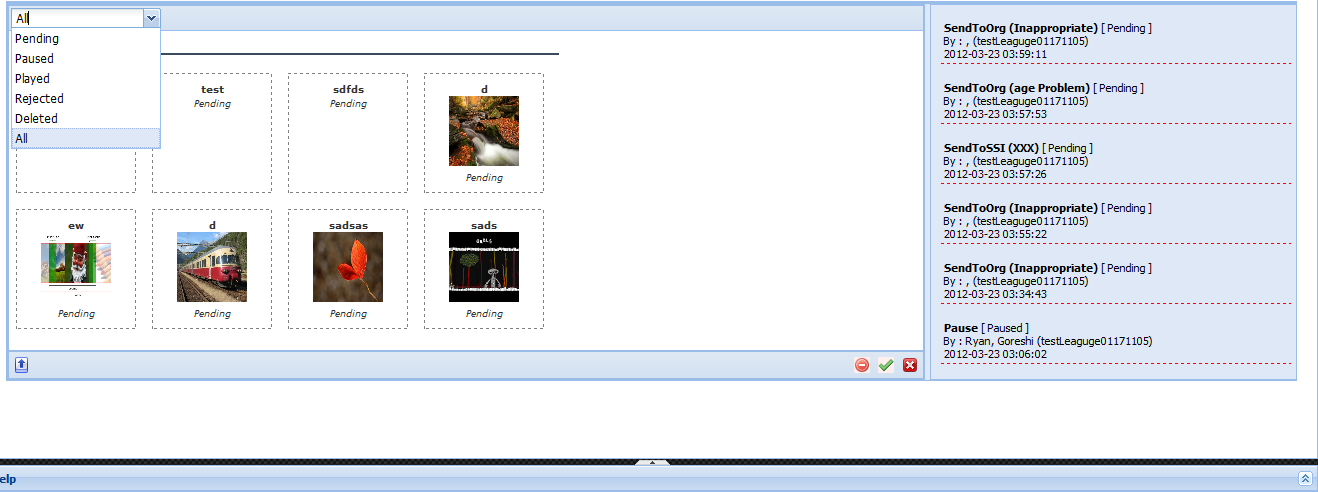 All
Pending
Paused
Played
Rejected
Deleted
All
test
Pending
sdfds
Pending
d
Pending
ew
Pending
d
Pending
sadsas
Pending
sads
Pending
SendToOrg (Inappropriate) [ Pending ]
By : , (testLeaguge01171105)
2012-03-23 03:59:11
SendToOrg (age Problem) [ Pending ]
By : , (testLeaguge01171105)
2012-03-23 03:57:53
SendToSSI (XXX) [ Pending ]
By : , (testLeaguge01171105)
2012-03-23 03:57:26
SendToOrg (Inappropriate) [ Pending ]
By : , (testLeaguge01171105)
2012-03-23 03:55:22
SendToOrg (Inappropriate) [ Pending ]
By : , (testLeaguge01171105)
2012-03-23 03:34:43
Pause [ Paused ]
By : Ryan, Goreshi (testLeaguge01171105)
2012-03-23 03:06:02
elp